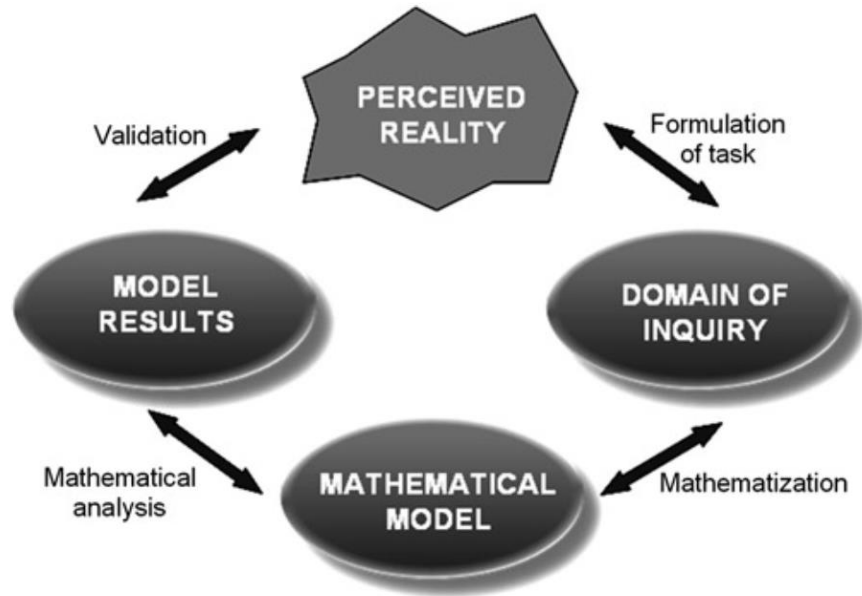 PERCEIVED
REALITY
Validation
Formulation
of task
MODEL
RESULTS
DOMAIN OF
INQUIRY
Mathematical
analysis
MATHEMATICAL
MODEL
Mathematization